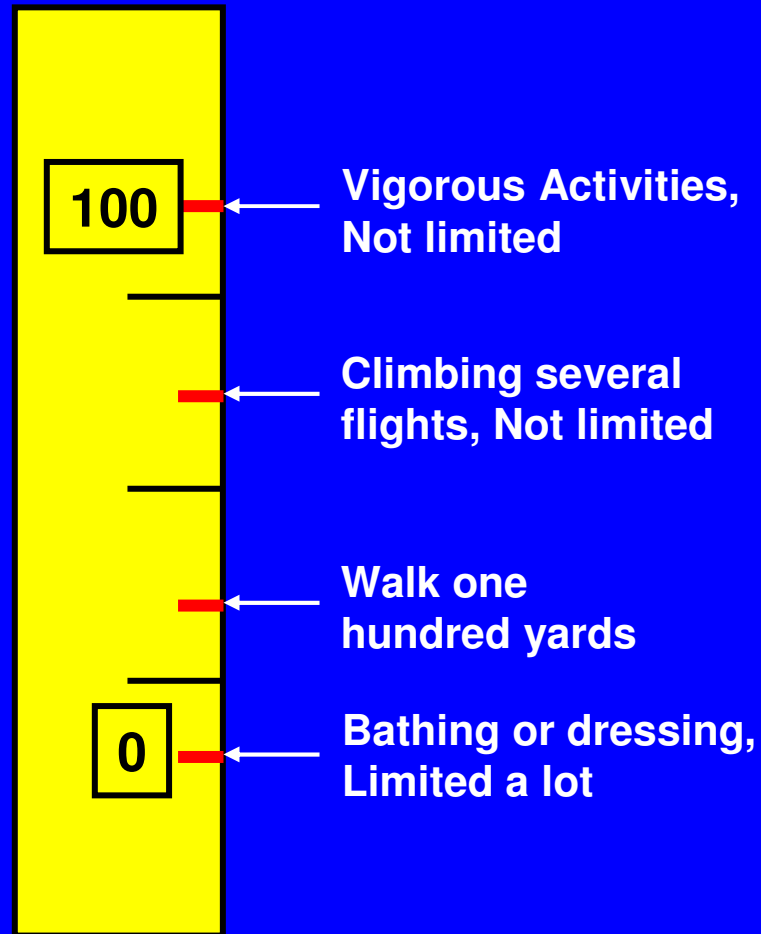 100
Vigorous Activities,
Not limited
Climbing several
flights, Not limited
Walk one
hundred yards
0
Bathing or dressing,
Limited a lot